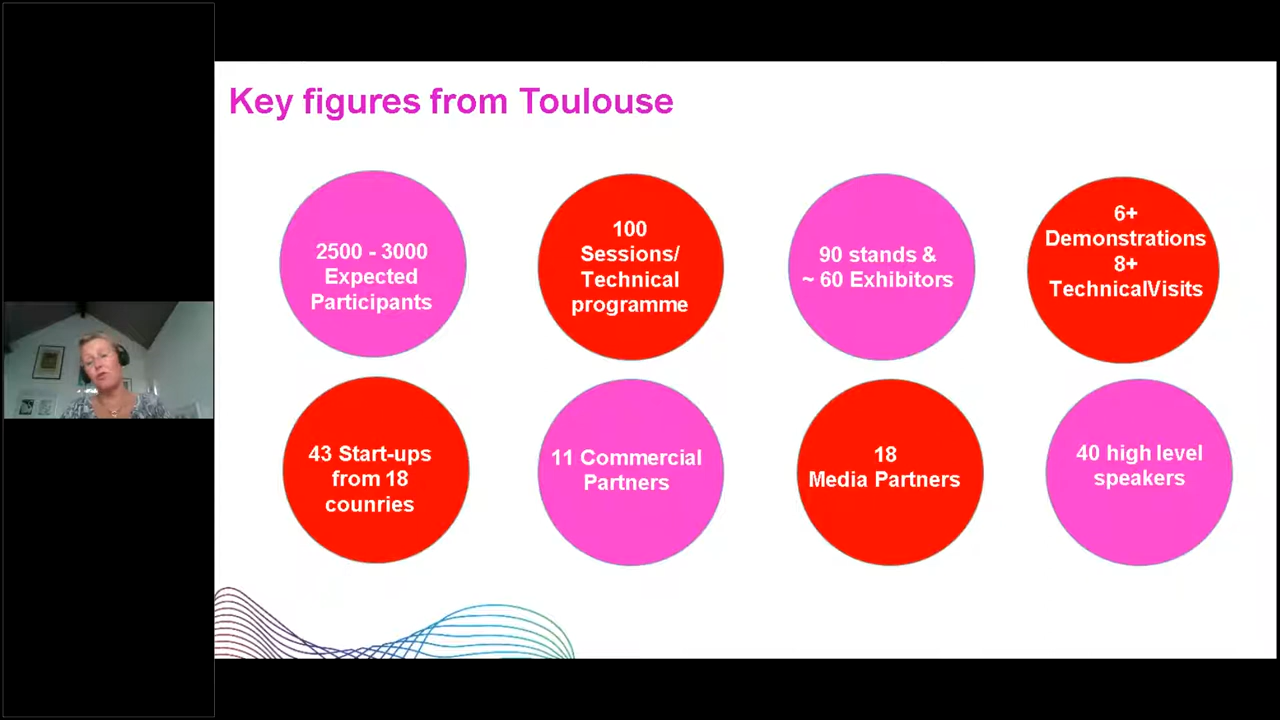 Key figures from Toulouse
2500 - 3000
Expected
Participants
100
Sessions/
Technical
programme
90 stands &
~ 60 Exhibitors
6+
Demonstrations
8+
TechnicalVisits
43 Start-ups
from 18
counries
11 Commercial
Partners
18
Media Partners
40 high level
speakers